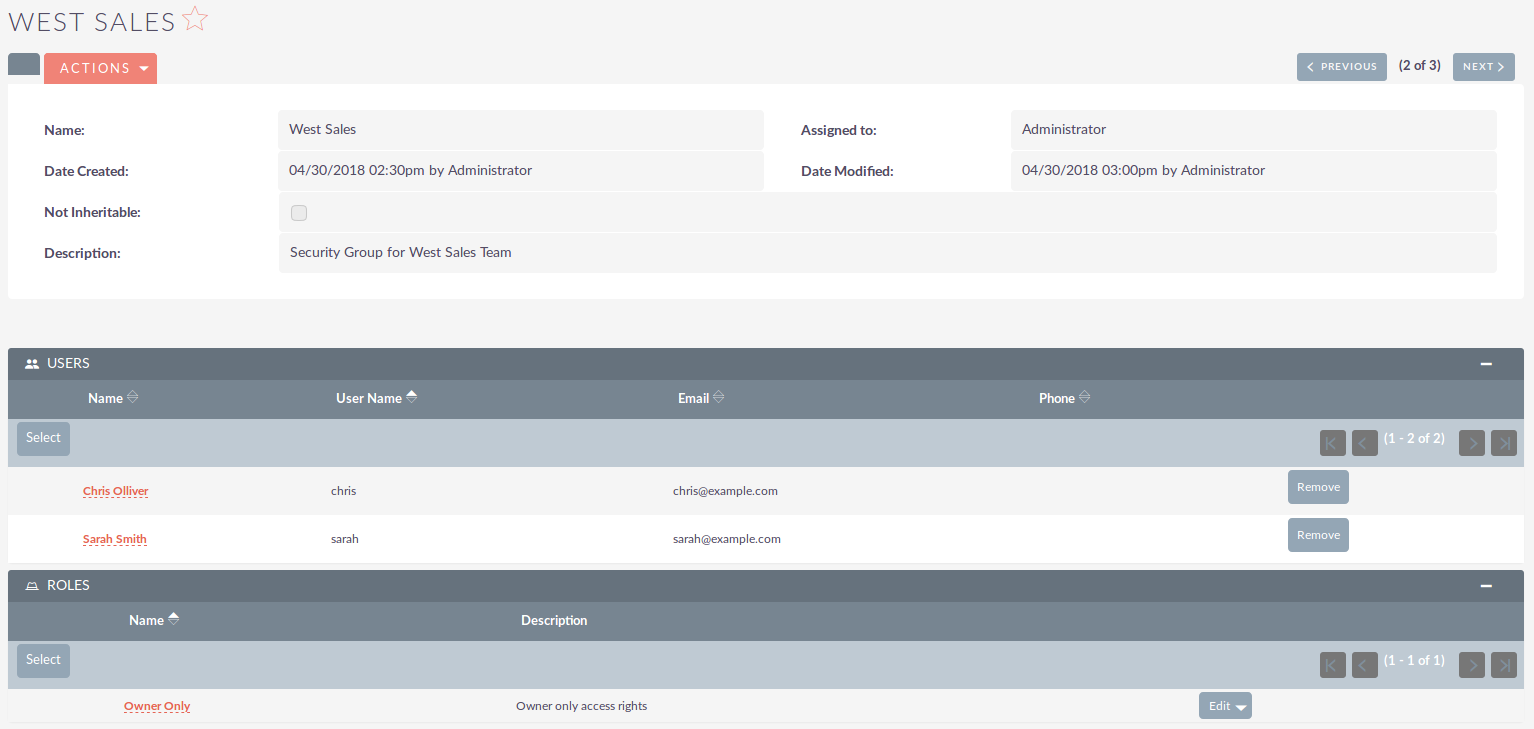 WEST SALES
ACTIONS PREVIOUS (2 of 3) NEXT
Name: West Sales Assigned to: Administrator
Date Created: 04/30/2018 02:30pm by Administrator Date Modified: 04/30/2018 03:00pm by Administrator
Not Inheritable:
Description: Security Group for West Sales Team
USERS
Name User Name Email Phone
Select (1 - 2 of 2)
Chris Olliver chris chris@example.com Remove
Sarah Smith sarah sarah@example.com Remove
ROLES
Name Description
Select (1 - 1 of 1)
Owner Only Owner only access rights Edit